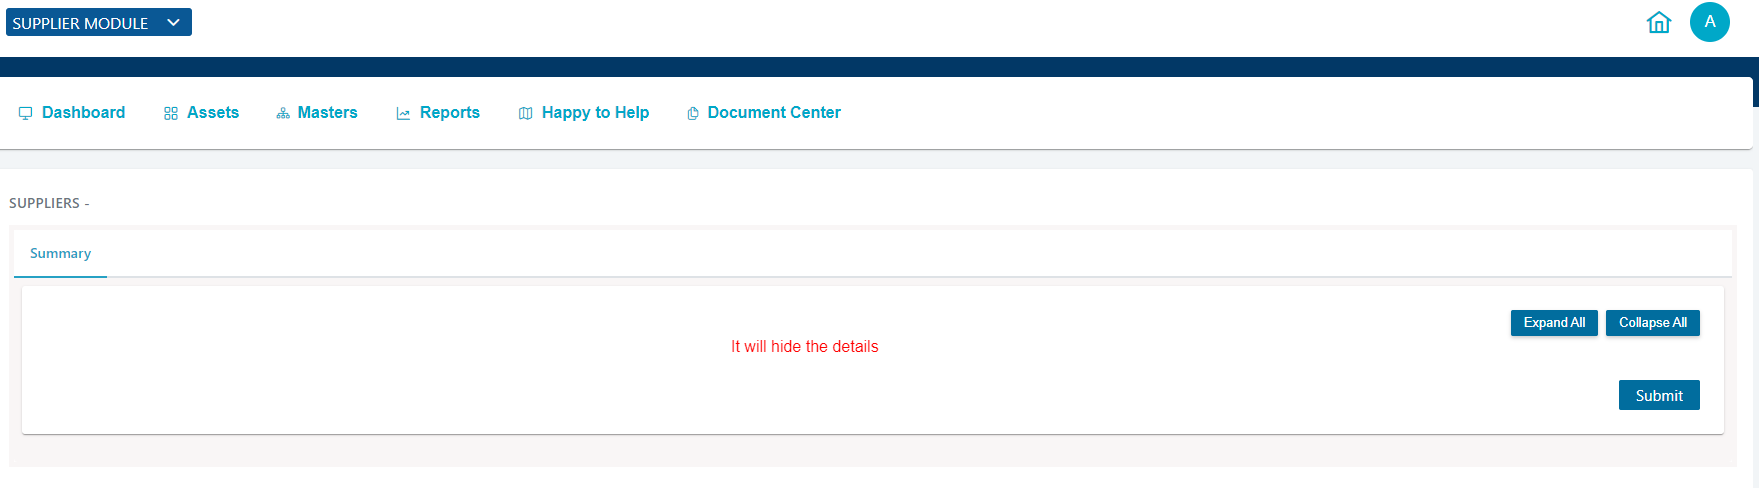 SUPPLIER MODULE
A
Dashboard Assets Masters Reports Happy to Help Document Center
SUPPLIERS -
Summary
Expand All Collapse All
It will hide the details
Submit